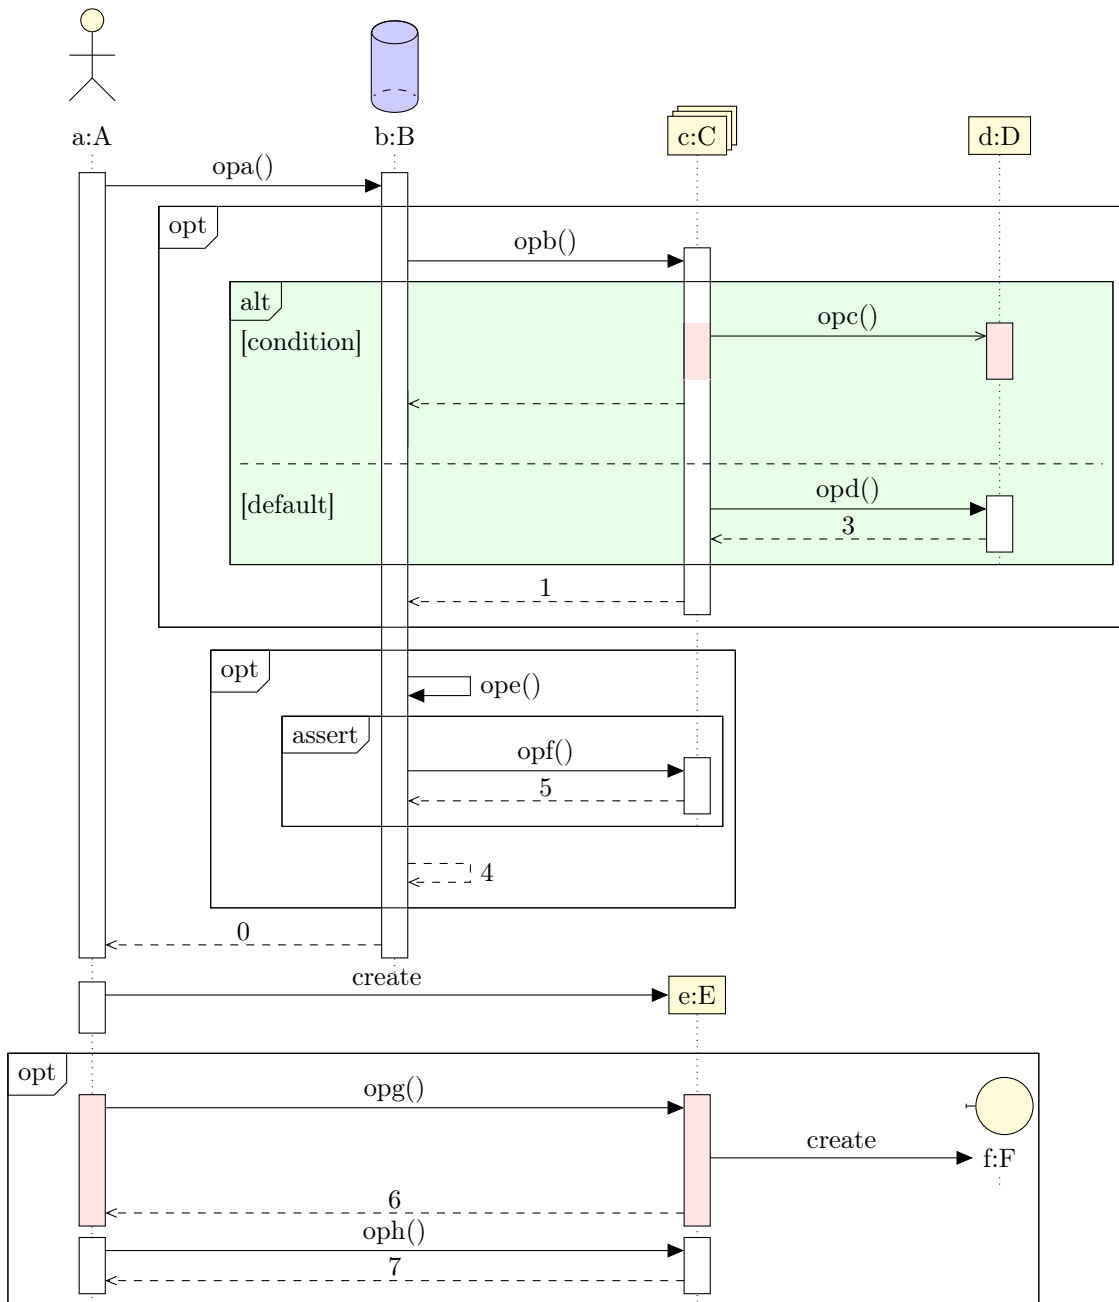 a:A
b:B
c:C
d:D
opa()
opt
opb()
alt
opc()
[condition]
opd()
[default]
3
1
opt
ope()
assert
opf()
5
4
0
create
e:E
opt
opg()
create
f:F
6
oph()
7